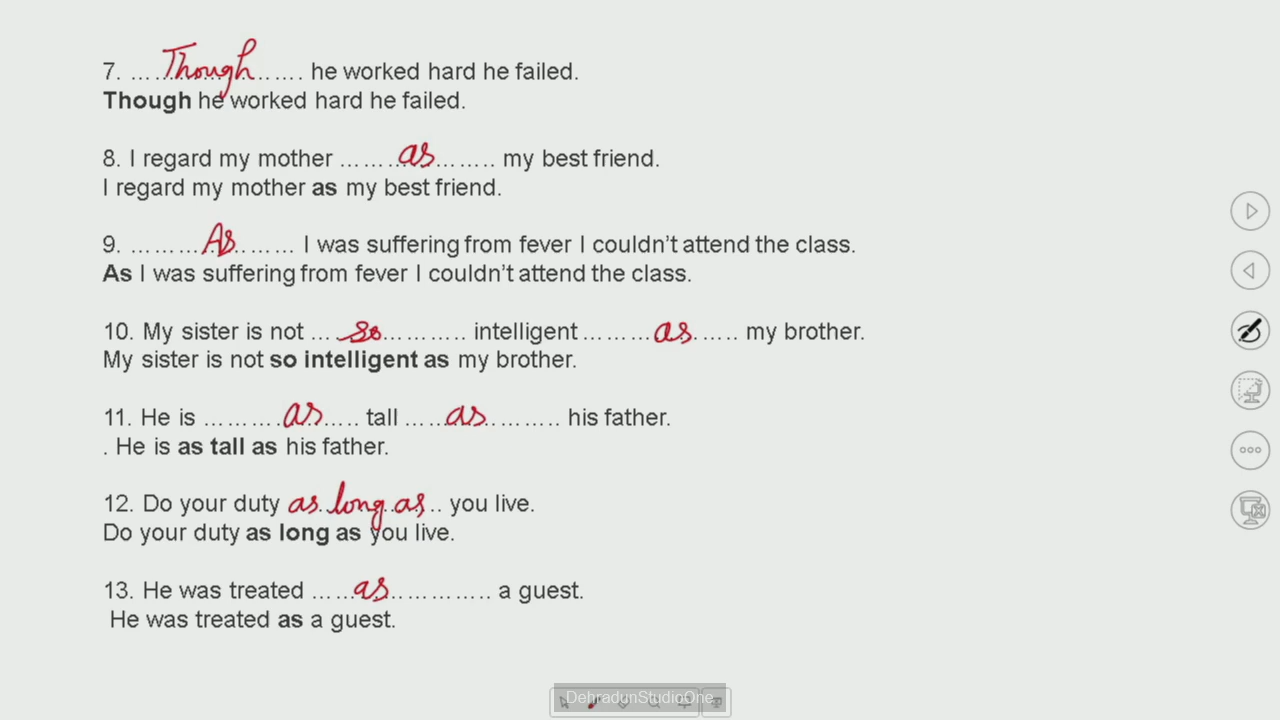 7. ... Though ...... he worked hard he failed.
Though he worked hard he failed.
8. I regard my mother ......... as ......... my best friend.
I regard my mother as my best friend.
9. ......... As ......... I was suffering from fever I couldn't attend the class.
As I was suffering from fever I couldn't attend the class.
10. My sister is not ... so ............ intelligent ......... as ...... my brother.
My sister is not so intelligent as my brother.
11. He is .......... as ..... tall ...... as ........... his father.
. He is as tall as his father.
12. Do your duty as long as .. you live.
Do your duty as long as you live.
13. He was treated ...... as ............. a guest.
He was treated as a guest.
DehradunStudioOne